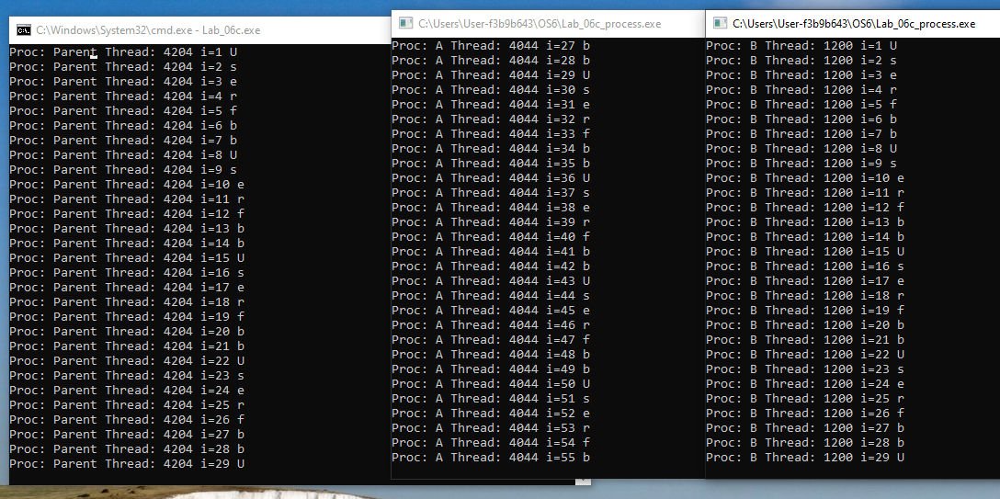 C:\Windows\System32\cmd.exe - Lab_06c.exe
Proc: Parent Thread: 4204 i=1 U
Proc: Parent Thread: 4204 i=2 s
Proc: Parent Thread: 4204 i=3 e
Proc: Parent Thread: 4204 i=4 r
Proc: Parent Thread: 4204 i=5 f
Proc: Parent Thread: 4204 i=6 b
Proc: Parent Thread: 4204 i=7 b
Proc: Parent Thread: 4204 i=8 U
Proc: Parent Thread: 4204 i=9 s
Proc: Parent Thread: 4204 i=10 e
Proc: Parent Thread: 4204 i=11 r
Proc: Parent Thread: 4204 i=12 f
Proc: Parent Thread: 4204 i=13 b
Proc: Parent Thread: 4204 i=14 b
Proc: Parent Thread: 4204 i=15 U
Proc: Parent Thread: 4204 i=16 s
Proc: Parent Thread: 4204 i=17 e
Proc: Parent Thread: 4204 i=18 r
Proc: Parent Thread: 4204 i=19 f
Proc: Parent Thread: 4204 i=20 b
Proc: Parent Thread: 4204 i=21 b
Proc: Parent Thread: 4204 i=22 U
Proc: Parent Thread: 4204 i=23 s
Proc: Parent Thread: 4204 i=24 e
Proc: Parent Thread: 4204 i=25 r
Proc: Parent Thread: 4204 i=26 f
Proc: Parent Thread: 4204 i=27 b
Proc: Parent Thread: 4204 i=28 b
Proc: Parent Thread: 4204 i=29 U
C:\Users\User-f3b9b643\OS6\Lab_06c_process.exe
Proc: A Thread: 4044 i=27 b
Proc: A Thread: 4044 i=28 b
Proc: A Thread: 4044 i=29 U
Proc: A Thread: 4044 i=30 s
Proc: A Thread: 4044 i=31 e
Proc: A Thread: 4044 i=32 r
Proc: A Thread: 4044 i=33 f
Proc: A Thread: 4044 i=34 b
Proc: A Thread: 4044 i=35 b
Proc: A Thread: 4044 i=36 U
Proc: A Thread: 4044 i=37 s
Proc: A Thread: 4044 i=38 e
Proc: A Thread: 4044 i=39 r
Proc: A Thread: 4044 i=40 f
Proc: A Thread: 4044 i=41 b
Proc: A Thread: 4044 i=42 b
Proc: A Thread: 4044 i=43 U
Proc: A Thread: 4044 i=44 s
Proc: A Thread: 4044 i=45 e
Proc: A Thread: 4044 i=46 r
Proc: A Thread: 4044 i=47 f
Proc: A Thread: 4044 i=48 b
Proc: A Thread: 4044 i=49 b
Proc: A Thread: 4044 i=50 U
Proc: A Thread: 4044 i=51 s
Proc: A Thread: 4044 i=52 e
Proc: A Thread: 4044 i=53 r
Proc: A Thread: 4044 i=54 f
Proc: A Thread: 4044 i=55 b
C:\Users\User-f3b9b643\OS6\Lab_06c_process.exe
Proc: B Thread: 1200 i=1 U
Proc: B Thread: 1200 i=2 s
Proc: B Thread: 1200 i=3 e
Proc: B Thread: 1200 i=4 r
Proc: B Thread: 1200 i=5 f
Proc: B Thread: 1200 i=6 b
Proc: B Thread: 1200 i=7 b
Proc: B Thread: 1200 i=8 U
Proc: B Thread: 1200 i=9 s
Proc: B Thread: 1200 i=10 e
Proc: B Thread: 1200 i=11 r
Proc: B Thread: 1200 i=12 f
Proc: B Thread: 1200 i=13 b
Proc: B Thread: 1200 i=14 b
Proc: B Thread: 1200 i=15 U
Proc: B Thread: 1200 i=16 s
Proc: B Thread: 1200 i=17 e
Proc: B Thread: 1200 i=18 r
Proc: B Thread: 1200 i=19 f
Proc: B Thread: 1200 i=20 b
Proc: B Thread: 1200 i=21 b
Proc: B Thread: 1200 i=22 U
Proc: B Thread: 1200 i=23 s
Proc: B Thread: 1200 i=24 e
Proc: B Thread: 1200 i=25 r
Proc: B Thread: 1200 i=26 f
Proc: B Thread: 1200 i=27 b
Proc: B Thread: 1200 i=28 b
Proc: B Thread: 1200 i=29 U